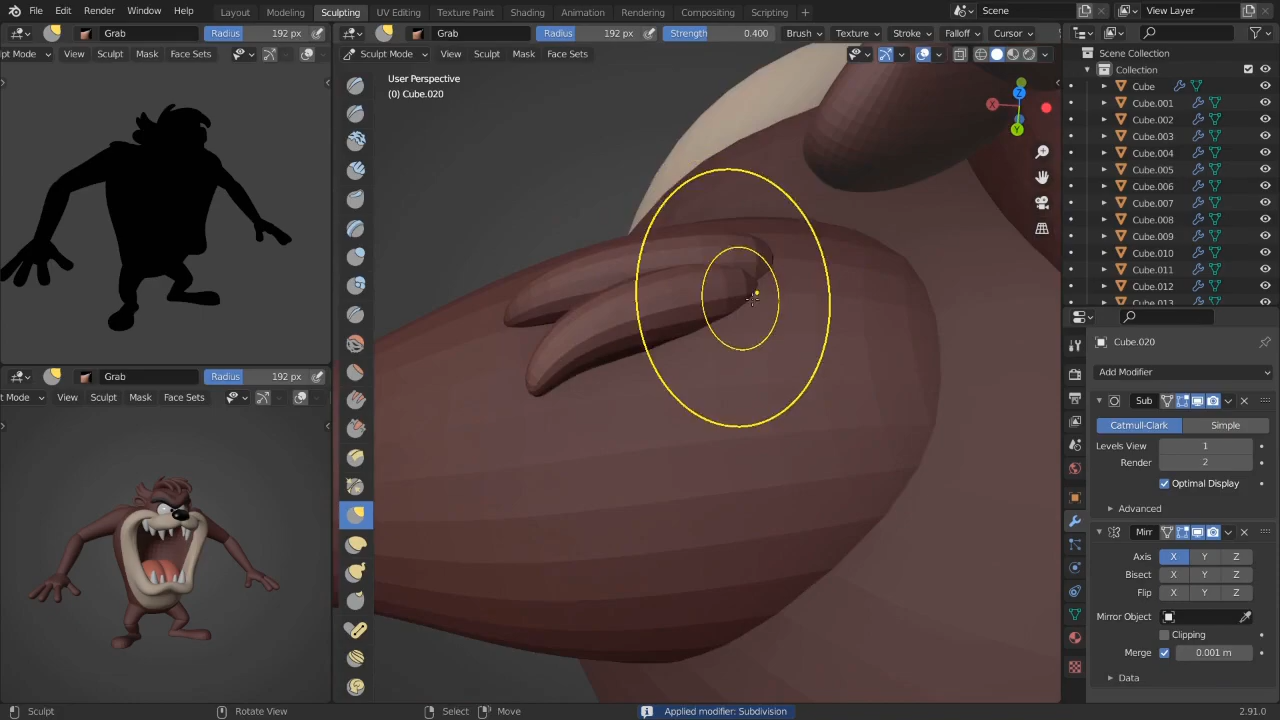 File Edit Render Window Help Layout Modeling Sculpting UV Editing Texture Paint Shading Animation Rendering Compositing Scripting + Scene View Layer
Grab Radius 192 px Grab Radius 192 px Strength 0.400 Brush Texture Stroke Falloff Cursor
pt Mode View Sculpt Mask Face Sets Sculpt Mode View Sculpt Mask Face Sets Scene Collection
User Perspective
(0) Cube.020
Collection
Cube
Cube.001
Cube.002
Cube.003
Cube.004
Cube.005
Cube.006
Cube.007
Cube.008
Cube.009
Cube.010
Cube.011
Cube.012
Cube.013
X
Y
Z
Grab Radius 192 px
t Mode View Sculpt Mask Face Sets
Cube.020
Add Modifier
Sub
Catmull-Clark Simple
Levels View 1
Render 2
Optimal Display
Advanced
Mirr
Axis X Y Z
Bisect X Y Z
Flip X Y Z
Mirror Object
Clipping
Merge 0.001 m
Data
Sculpt Rotate View Select Move Applied modifier: Subdivision 2.91.0